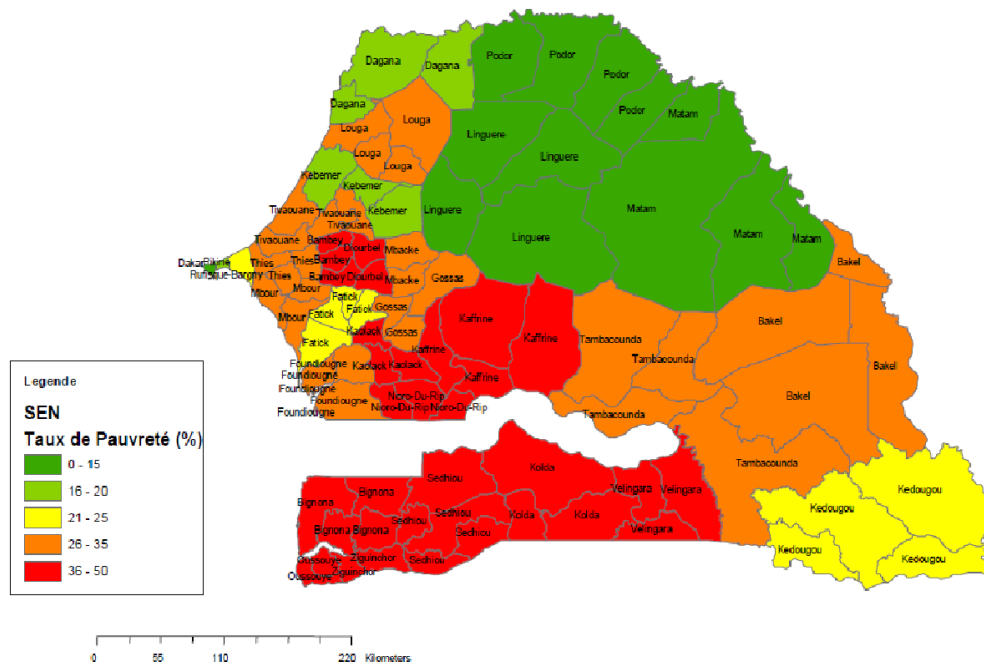 Podor
Podor
Dagana
Dagana
Podor
Podor
Matam
Dagana
Louga
Louga
Linguere
Louga
Linguere
Louga
Kebemer
Kebemer
Kebemer
Linguere
Matam
Tivaouane
Tivaouane
Tivaouane
Linguere
Matam
Matam
Tivaouane
Bambey
Diourbel
Mbacke
Dakar
Pikine
Thies
Thies
Bambey
Bakel
Rufisque-Bargny
Thies
Bambey
Diourbel
Mbacke
Gossas
Mbour
Mbour
Fatick
Mbour
Fatick
Fatick
Gossas
Kaffrine
Bakel
Fatick
Kaolack
Gossas
Kaffrine
Tambacounda
Kaffrine
Tambacounda
Bakel
Foundiougne
Kaolack
Kaolack
Foundiougne
Kaffrine
Foundiougne
Nioro-Du-Rip
Bakel
Foundiougne
Nioro-Du-Rip
Nioro-Du-Rip
Foundiougne
Tambacounda
Tambacounda
Sedhiou
Kolda
Bignona
Bignona
Velingara
Velingara
Kedougou
Kedougou
Sedhiou
Sedhiou
Kolda
Kolda
Bignona
Bignona
Sedhiou
Velingara
Oussouye
Ziguinchor
Sedhiou
Kedougou
Kedougou
Oussouye
Ziguinchor
Legende
SEN
Taux de Pauvreté (%)
0 - 15
16 - 20
21 - 25
26 - 35
36 - 50
0 55 110 220 Kilometers